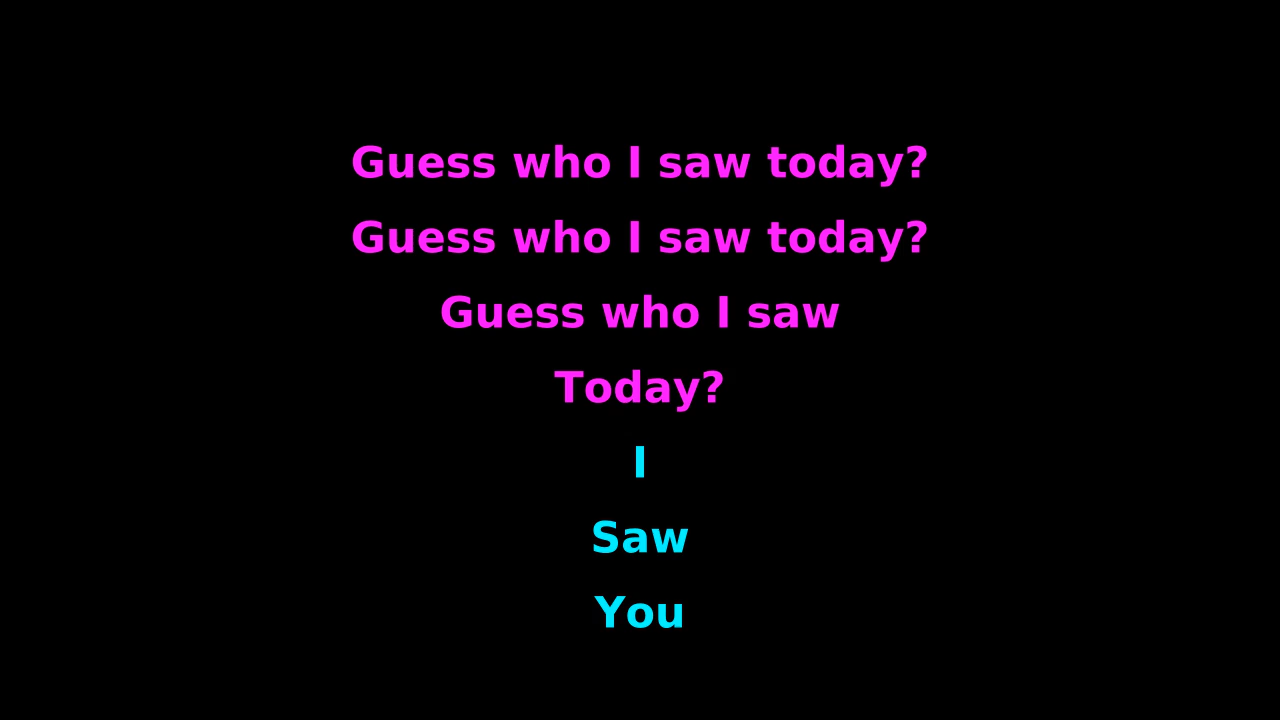 Guess who I saw today?
Guess who I saw today?
Guess who I saw
Today?
I
Saw
You